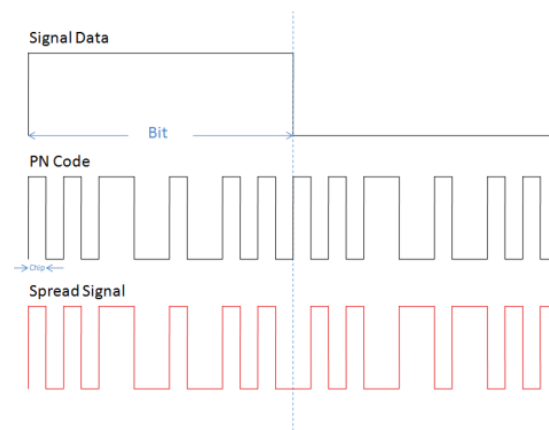 Signal Data
Bit
PN Code
Chip
Spread Signal